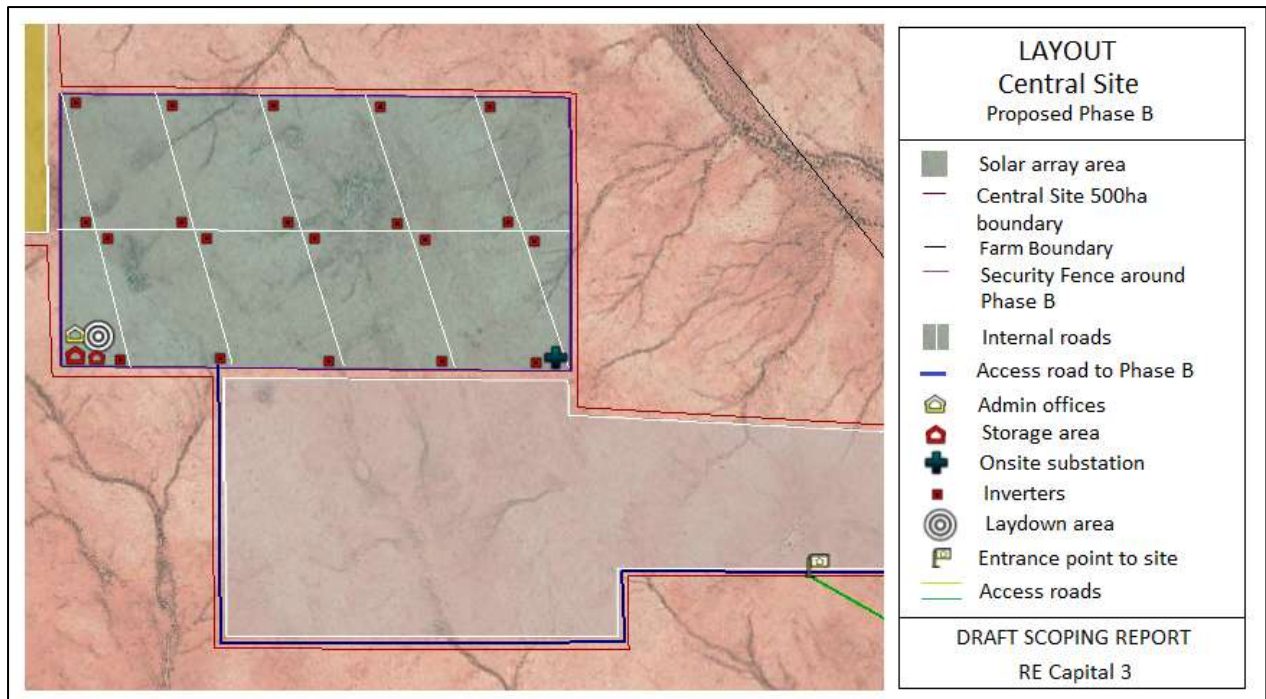 LAYOUT
Central Site
Proposed Phase B
Solar array area
Central Site 500ha
boundary
Farm Boundary
Security Fence around
Phase B
Internal roads
Access road to Phase B
Admin offices
Storage area
Onsite substation
Inverters
Laydown area
Entrance point to site
Access roads
DRAFT SCOPING REPORT
RE Capital 3